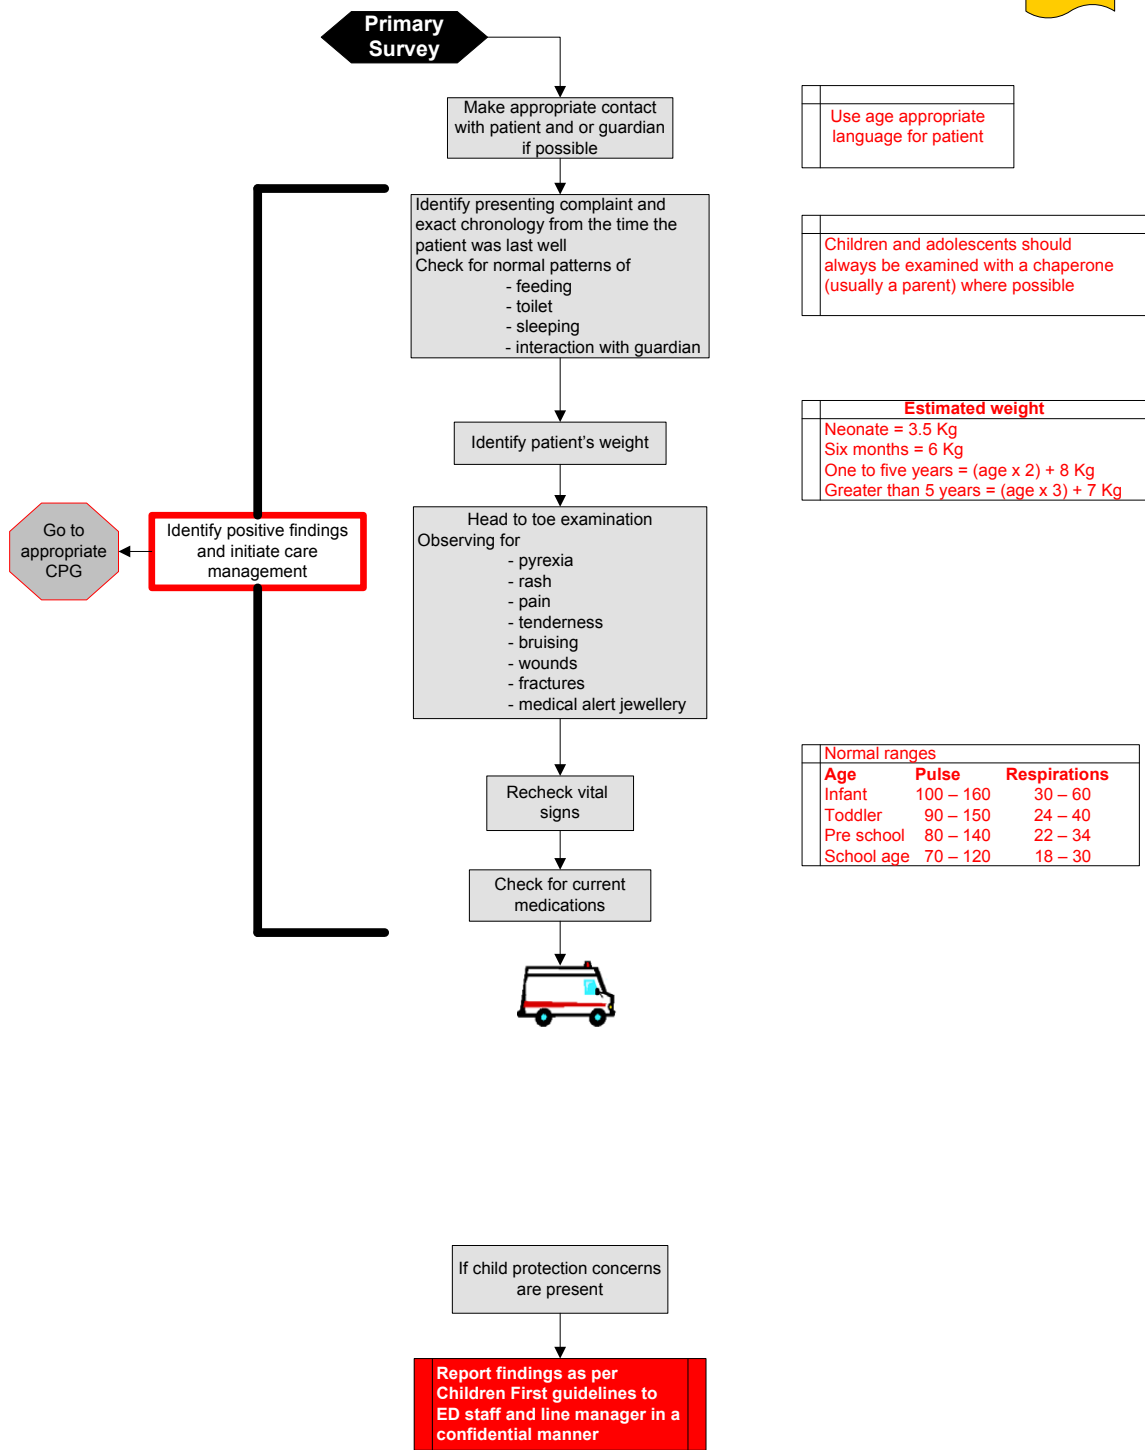 Primary
Survey
Make appropriate contact
with patient and or guardian
if possible
Use age appropriate
language for patient
Identify presenting complaint and
exact chronology from the time the
patient was last well
Check for normal patterns of
- feeding
- toilet
- sleeping
- interaction with guardian
Children and adolescents should
always be examined with a chaperone
(usually a parent) where possible
Identify patient's weight
Estimated weight
Neonate = 3.5 Kg
Six months = 6 Kg
One to five years = (age x 2) + 8 Kg
Greater than 5 years = (age x 3) + 7 Kg
Go to
appropriate
CPG
Identify positive findings
and initiate care
management
Head to toe examination
Observing for
- pyrexia
- rash
- pain
- tenderness
- bruising
- wounds
- fractures
- medical alert jewellery
Recheck vital
signs
Normal ranges
Age Pulse Respirations
Infant 100 – 160 30 – 60
Toddler 90 – 150 24 – 40
Pre school 80 – 140 22 – 34
School age 70 – 120 18 – 30
Check for current
medications
If child protection concerns
are present
Report findings as per
Children First guidelines to
ED staff and line manager in a
confidential manner